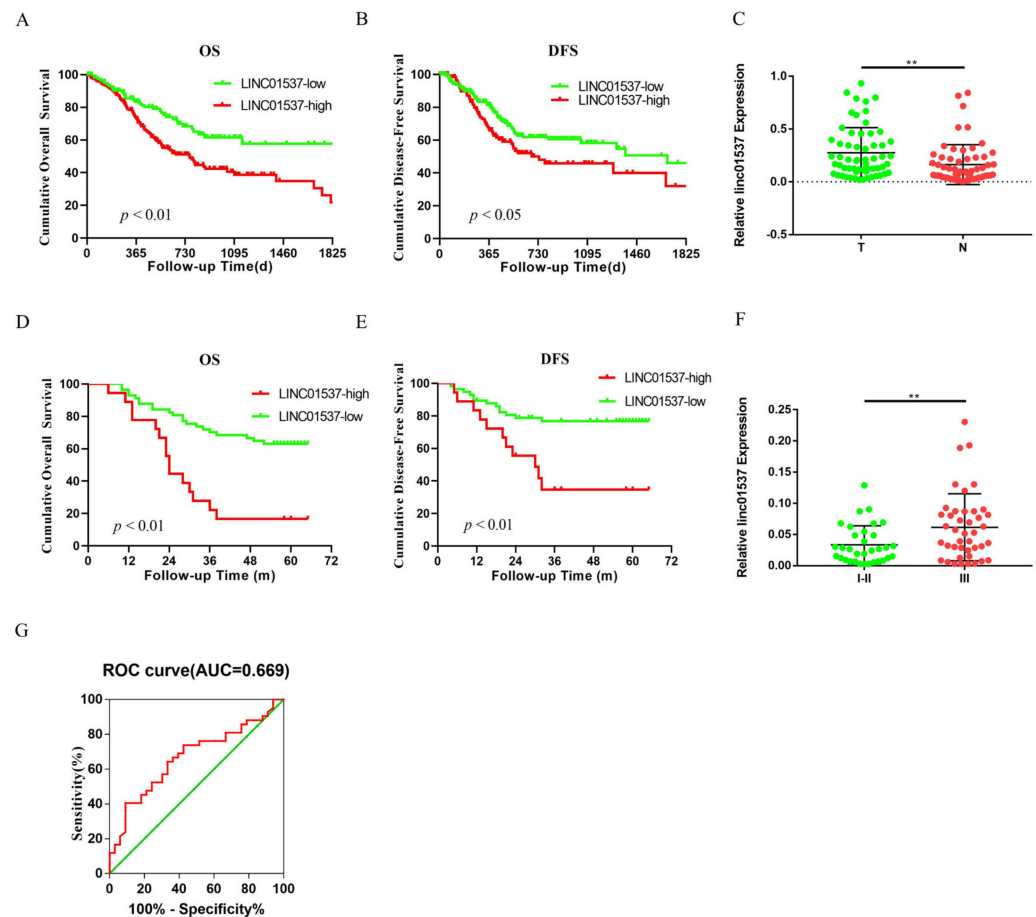 A
OS
LINC01537-low
LINC01537-high
Cumulative Overall Survival
100
80
60
40
20
0
p < 0.01
0 365 730 1095 1460 1825
Follow-up Time(d)
B
DFS
LINC01537-low
LINC01537-high
Cumulative Disease-Free Survival
100
80
60
40
20
0
p < 0.05
0 365 730 1095 1460 1825
Follow-up Time(d)
C
**
Relative linc01537 Expression
1.0
0.5
0.0
-0.5
T N
D
OS
LINC01537-high
LINC01537-low
Cumulative Overall Survival
100
80
60
40
20
0
p < 0.01
0 12 24 36 48 60 72
Follow-up Time (m)
E
DFS
LINC01537-high
LINC01537-low
Cumulative Disease-Free Survival
100
80
60
40
20
0
p < 0.01
0 12 24 36 48 60 72
Follow-up Time (m)
F
**
Relative linc01537 Expression
0.25
0.20
0.15
0.10
0.05
0.00
I-II III
G
ROC curve(AUC=0.669)
Sensitivity(%)
100
80
60
40
20
0
0 20 40 60 80 100
100% - Specificity%